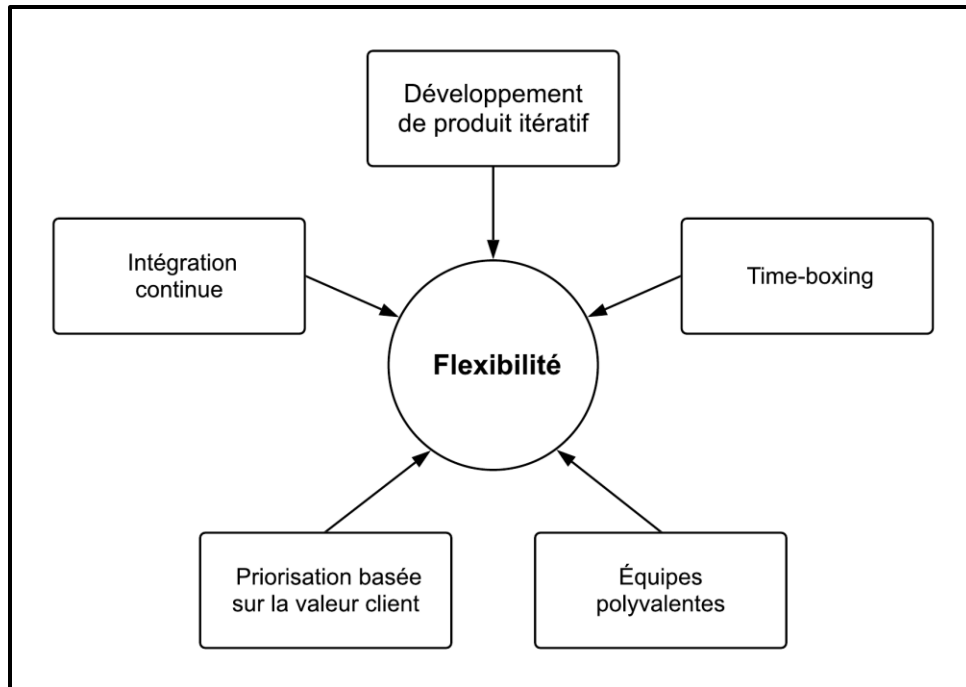 Développement
de produit itératif
Intégration
continue
Time-boxing
Flexibilité
Priorisation basée
sur la valeur client
Équipes
polyvalentes